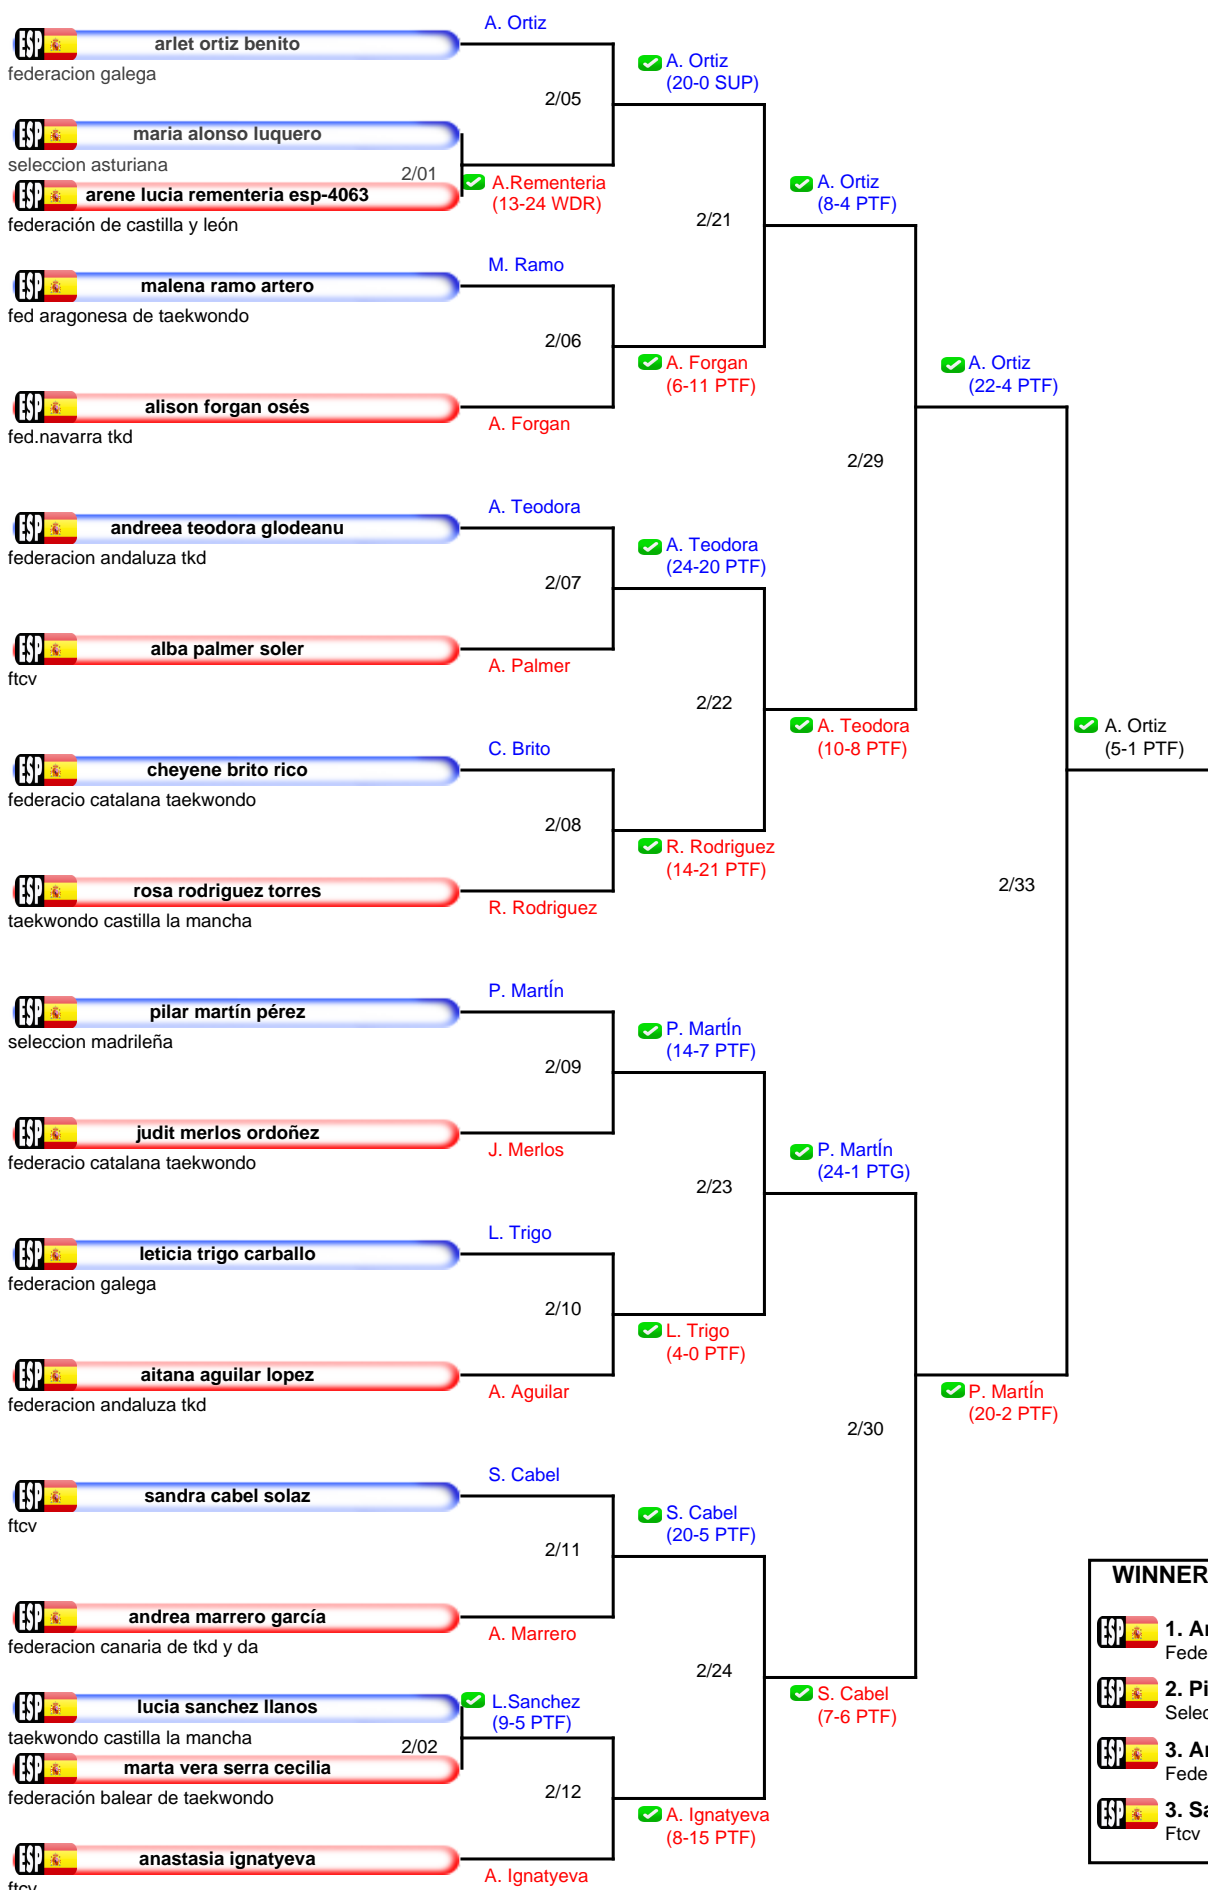 A. Ortiz
ESP arlet ortiz benito
federacion galega
A. Ortiz
(20-0 SUP)
2/05
ESP maria alonso luquero
seleccion asturiana
2/01
ESP arene lucia rementeria esp-4063
federación de castilla y león
A.Rementeria
(13-24 WDR)
A. Ortiz
(8-4 PTF)
2/21
M. Ramo
ESP malena ramo artero
fed aragonesa de taekwondo
2/06
A. Forgan
(6-11 PTF)
A. Ortiz
(22-4 PTF)
ESP alison forgan osés
fed.navarra tkd
A. Forgan
2/29
A. Teodora
ESP andreea teodora glodeanu
federacion andaluza tkd
A. Teodora
(24-20 PTF)
2/07
ESP alba palmer soler
ftcv
A. Palmer
2/22
A. Teodora
(10-8 PTF)
A. Ortiz
(5-1 PTF)
C. Brito
ESP cheyene brito rico
federacio catalana taekwondo
2/08
R. Rodriguez
(14-21 PTF)
2/33
ESP rosa rodriguez torres
taekwondo castilla la mancha
R. Rodriguez
P. MartÍn
ESP pilar martín pérez
seleccion madrileña
P. MartÍn
(14-7 PTF)
2/09
ESP judit merlos ordoñez
federacio catalana taekwondo
J. Merlos
P. MartÍn
(24-1 PTG)
2/23
L. Trigo
ESP leticia trigo carballo
federacion galega
2/10
L. Trigo
(4-0 PTF)
ESP aitana aguilar lopez
federacion andaluza tkd
A. Aguilar
P. MartÍn
(20-2 PTF)
2/30
S. Cabel
ESP sandra cabel solaz
ftcv
S. Cabel
(20-5 PTF)
2/11
ESP andrea marrero garcía
federacion canaria de tkd y da
A. Marrero
2/24
S. Cabel
(7-6 PTF)
ESP lucia sanchez llanos
taekwondo castilla la mancha
L.Sanchez
(9-5 PTF)
2/02
ESP marta vera serra cecilia
federación balear de taekwondo
2/12
A. Ignatyeva
(8-15 PTF)
ESP anastasia ignatyeva
ftcv
A. Ignatyeva
WINNER
ESP 1. Ar
Fede
ESP 2. Pi
Selec
ESP 3. Ar
Fede
ESP 3. Sa
Ftcv